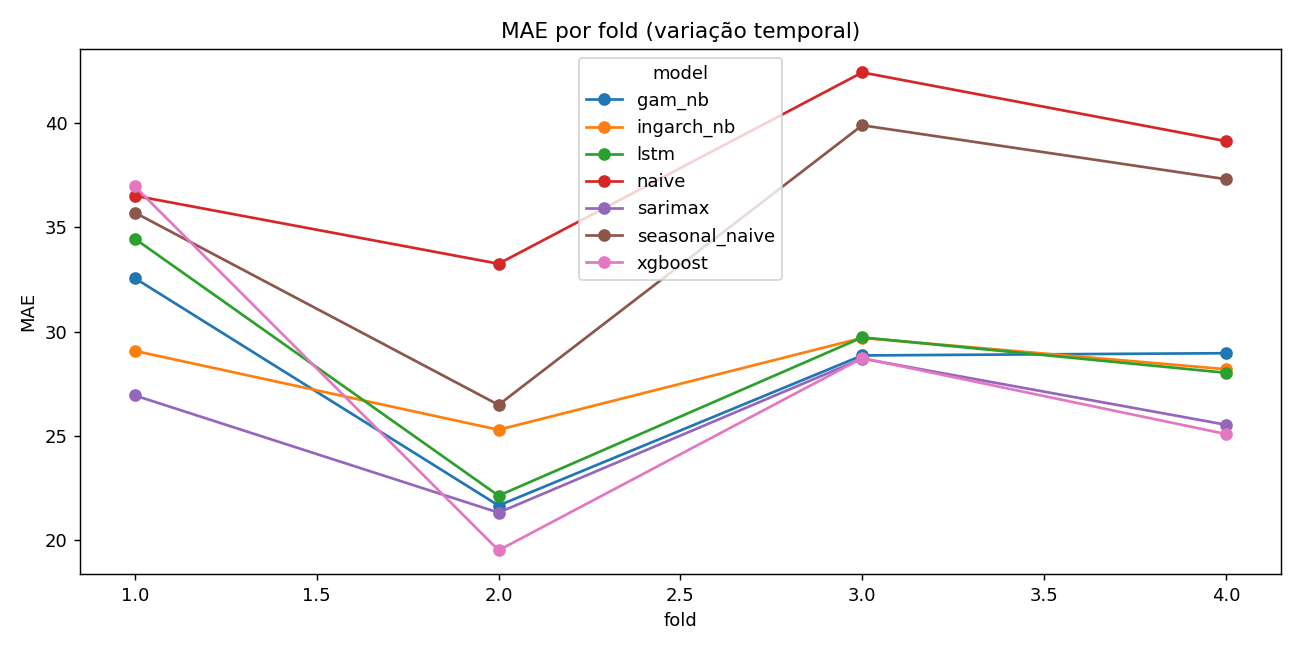 MAE por fold (variação temporal)
model
gam_nb
ingarch_nb
lstm
naive
sarimax
seasonal_naive
xgboost
MAE
40
35
30
25
20
1.0 1.5 2.0 2.5 3.0 3.5 4.0
fold